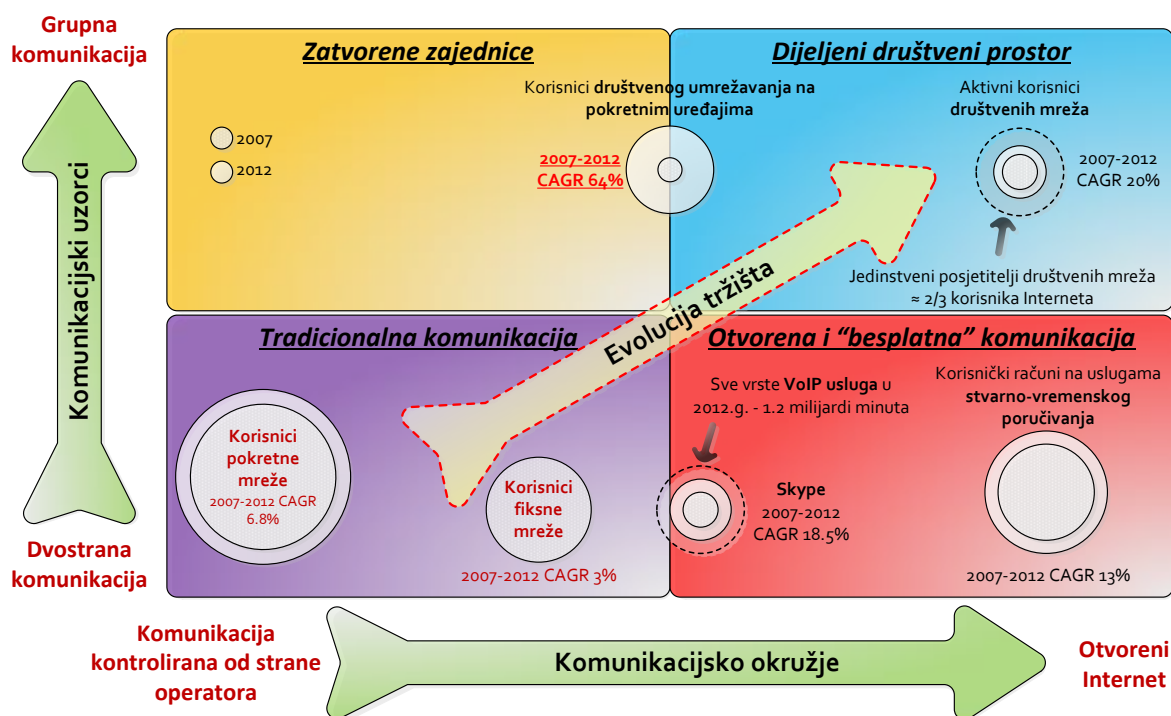 Grupna
komunikacija
Zatvorene zajednice
Dijeljeni društveni prostor
Korisnici društvenog umrežavanja na
pokretnim uređajima
Aktivni korisnici
društvenih mreža
2007
2012
2007-2012
CAGR 64%
2007-2012
CAGR 20%
Jedinstveni posjetitelji društvenih mreža
≈ 2/3 korisnika Interneta
Komunikacijski uzorci
Evolucija tržišta
Tradicionalna komunikacija
Otvorena i “besplatna” komunikacija
Sve vrste VoIP usluga u
2012.g. - 1.2 milijardi minuta
Korisnički računi na uslugama
stvarno-vremenskog
poručivanja
Korisnici
pokretne
mreže
2007-2012 CAGR
6.8%
Korisnici
fiksne
mreže
2007-2012 CAGR 3%
Skype
2007-2012
CAGR 18.5%
2007-2012 CAGR 13%
Dvostrana
komunikacija
Komunikacija
kontrolirana od strane
operatora
Komunikacijsko okružje
Otvoreni
Internet